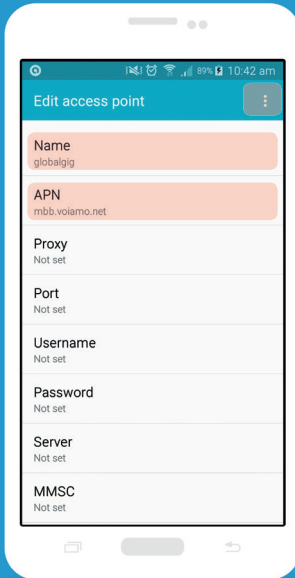 89% 10:42 am
Edit access point
Name
globalgig
APN
mbb.voiamo.net
Proxy
Not set
Port
Not set
Username
Not set
Password
Not set
Server
Not set
MMSC
Not set